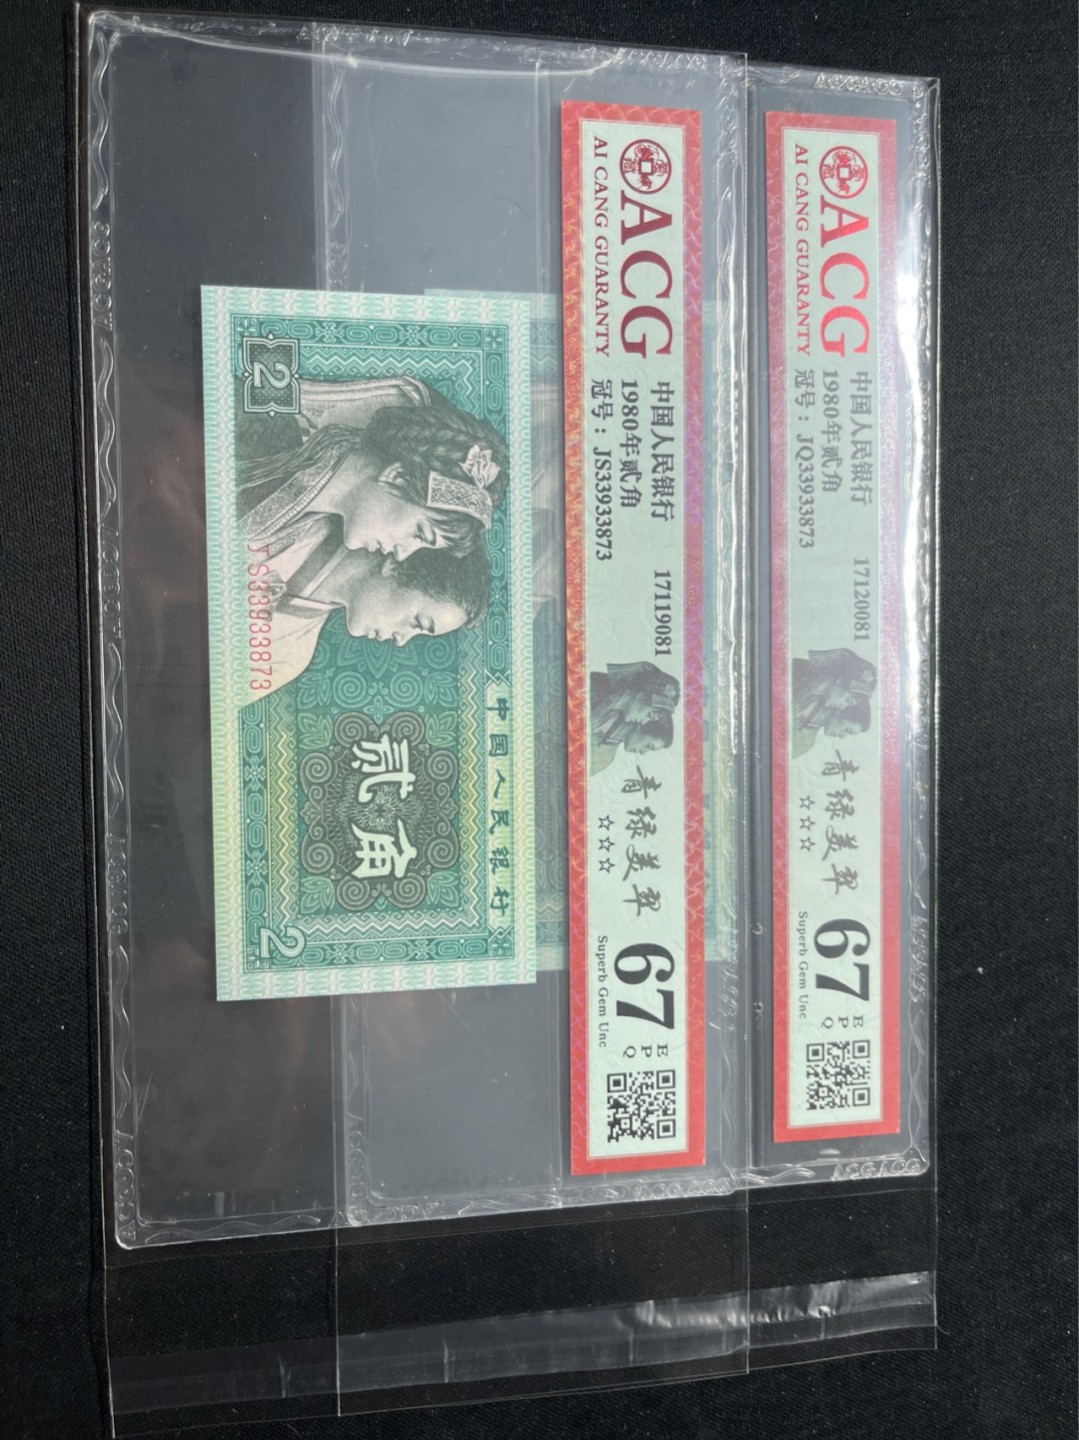 ACG
AI CANG GUARANTY
中国人民银行 17120081
1980年贰角
冠号：JQ33933873
青绿美翠
☆☆☆
67
EPQ
Superb Gem Unc
ACG
AI CANG GUARANTY
中国人民银行 17119081
1980年贰角
冠号：JS33933873
青绿美翠
☆☆☆
67
EPQ
Superb Gem Unc
中国人民银行
贰角
2
2
JS33933873